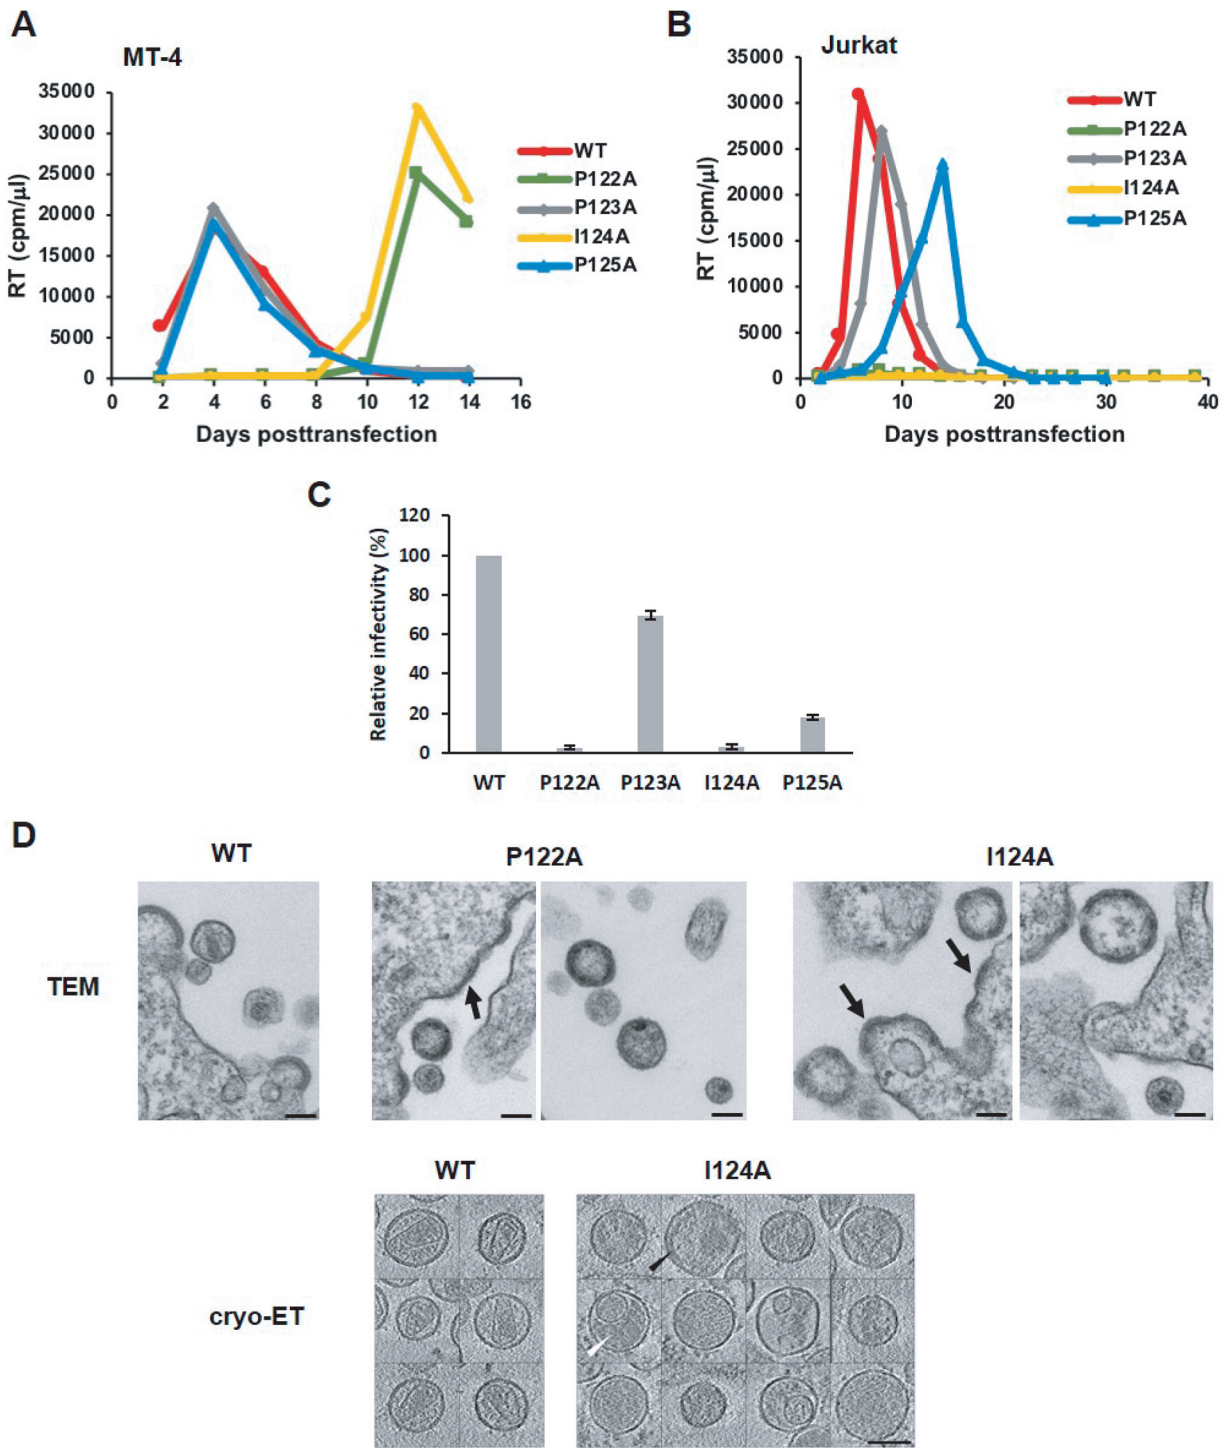 A
MT-4
RT (cpm/µl)
35000
30000
25000
20000
15000
10000
5000
0
0 2 4 6 8 10 12 14 16
Days posttransfection
WT
P122A
P123A
I124A
P125A
B
Jurkat
RT (cpm/µl)
35000
30000
25000
20000
15000
10000
5000
0
0 10 20 30 40
Days posttransfection
WT
P122A
P123A
I124A
P125A
C
Relative infectivity (%)
120
100
80
60
40
20
0
WT P122A P123A I124A P125A
D
WT P122A I124A
TEM
WT I124A
cryo-ET